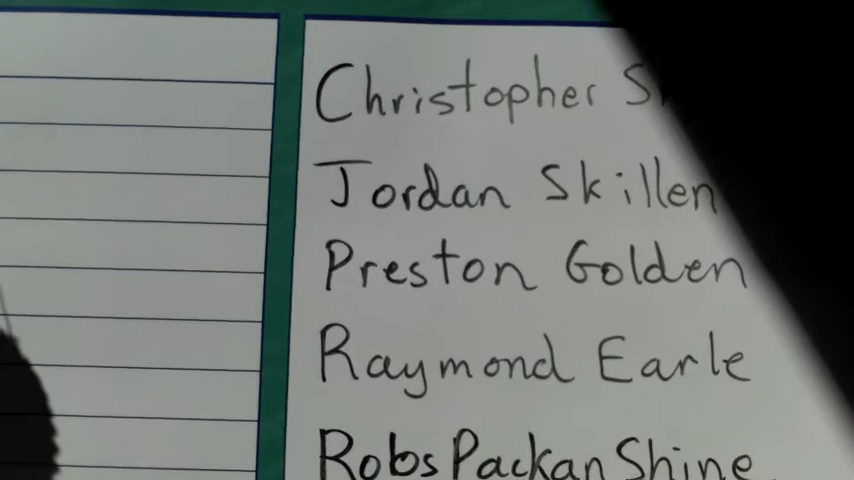 Christopher
Jordan Skillen
Preston Golden
Raymond Earle
RobsPackanShine